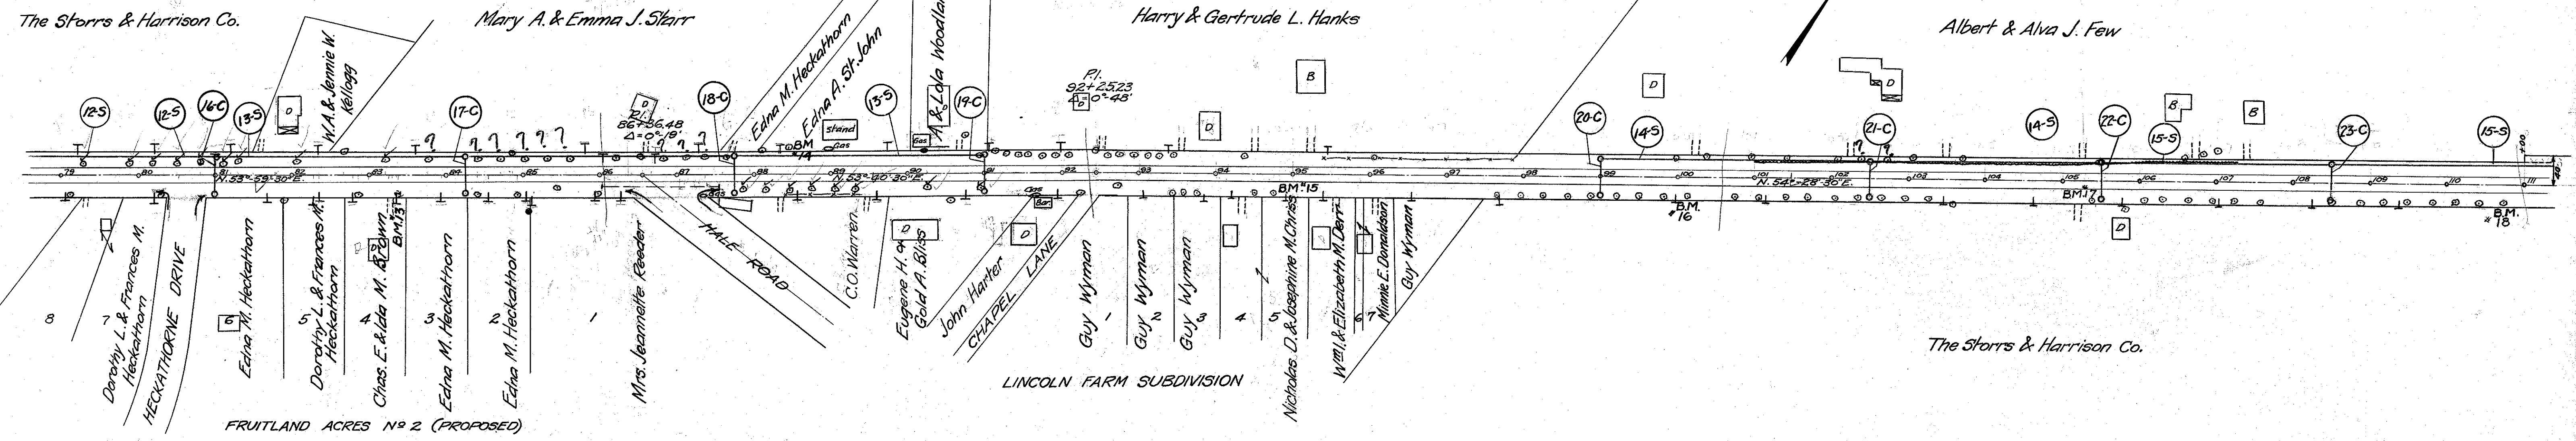 The Storrs & Harrison Co.
Mary A. & Emma J. Starr
Harry & Gertrude L. Hanks
Albert & Alva J. Few
W.A. & Jennie W.
Kellogg
Edna M. Heckathorn
Edna A. St. John
A & Lola Woodla
P.I.
92+25.23
Δ=0°-48'
P.I.
86+36.48
Δ=0°-19'
12-S
12-S
16-C
13-S
17-C
18-C
13-S
19-C
20-C
14-S
21-C
14-S
22-C
15-S
23-C
15-S
D
D
D
B
D
D
B
B
Stand
Gas
Gas
BM
14
? ? ? ? ? ? ? ? ?
79 80 81 82 83 84 85 86 87 88 89 90 91 92 93 94 95 96 97 98 99 100 101 102 103 104 105 106 107 108 109 110 111
N.53°-59'-30"E.
N.54°-28'-30"E.
40'
B.M.13
Gas
Bar.
B.M.#15
B.M.
#16
B.M.17
B.M.
#18
D
D
D
8
7
Dorothy L. & Frances M.
Heckathorn
HECKATHORNE DRIVE
6
Edna M. Heckathorn
5
Dorothy L. & Frances M.
Heckathorn
4
Chas. E. & Ida M. Brown
3
Edna M. Heckathorn
2
Edna M. Heckathorn
1
Mrs. Jeannette Reeder
HALE ROAD
C.O. Warren
Eugene H. or
Gold A. Bliss
John Harter
CHAPEL LANE
Guy Wyman
1
Guy Wyman
2
Guy Wyman
3
4
5
Nicholas D. & Josephine M. Chriss
Wm I. & Elizabeth M. Derr
6
7
Minnie E. Donaldson
Guy Wyman
The Storrs & Harrison Co.
LINCOLN FARM SUBDIVISION
FRUITLAND ACRES Nº 2 (PROPOSED)